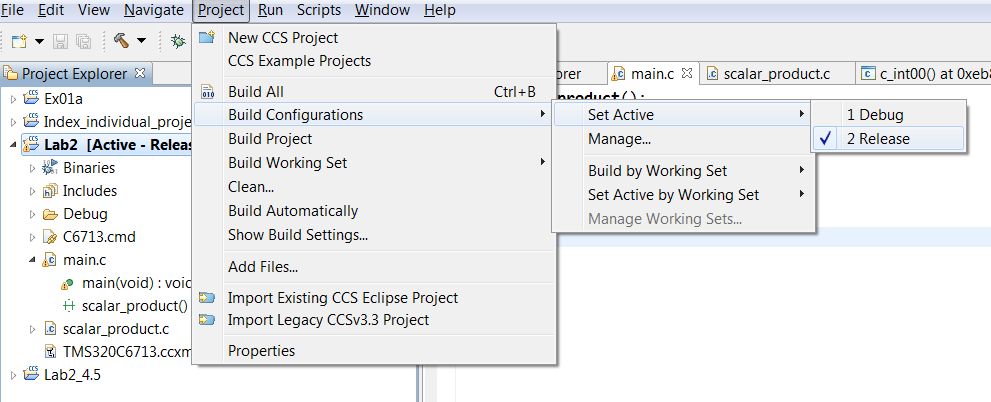 File Edit View Navigate Project Run Scripts Window Help
Project Explorer
Ex01a
Index_individual_proje
Lab2 [Active - Releas
Binaries
Includes
Debug
C6713.cmd
main.c
main(void) : voic
scalar_product()
scalar_product.c
TMS320C6713.ccxm
Lab2_4.5
New CCS Project
CCS Example Projects
Build All Ctrl+B
Build Configurations
Build Project
Build Working Set
Clean...
Build Automatically
Show Build Settings...
Add Files...
Import Existing CCS Eclipse Project
Import Legacy CCSv3.3 Project
Properties
Set Active
Manage...
Build by Working Set
Set Active by Working Set
Manage Working Sets...
1 Debug
2 Release
orer main.c scalar_product.c c_int00() at 0xeb8
product();